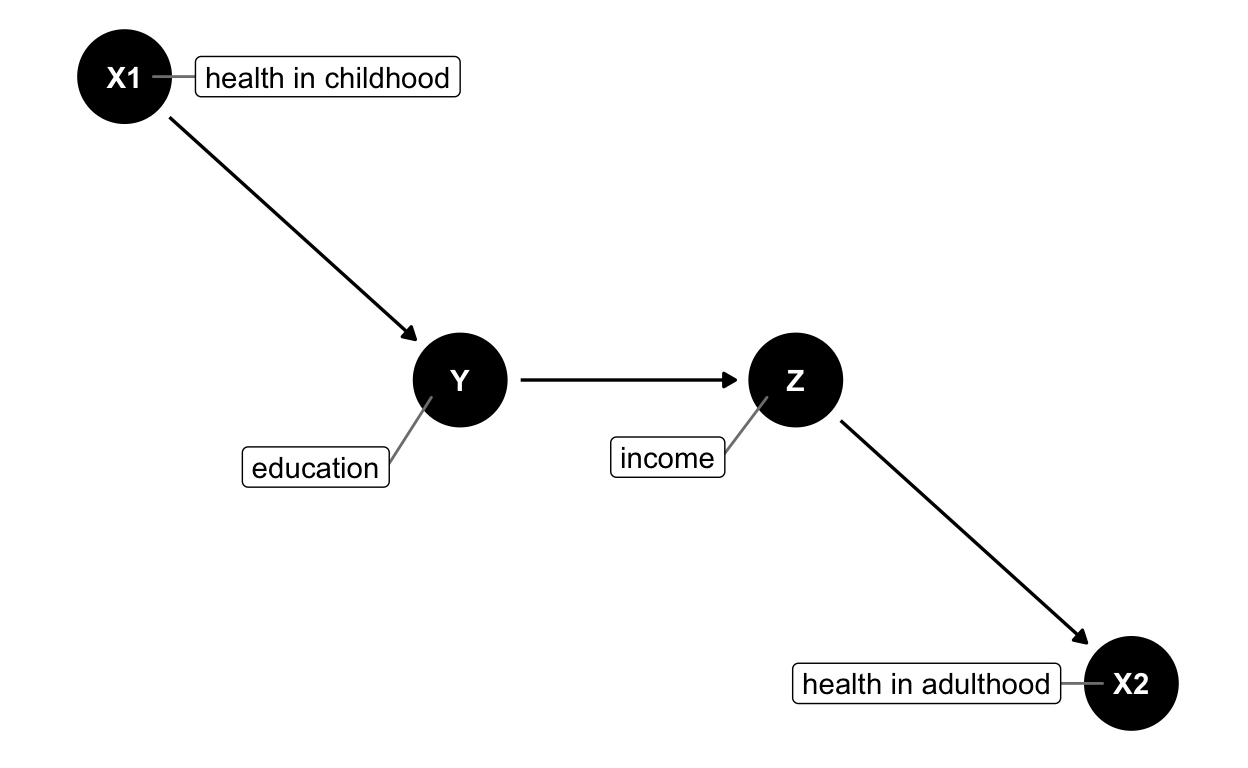 X1
health in childhood
Y
Z
education
income
health in adulthood
X2